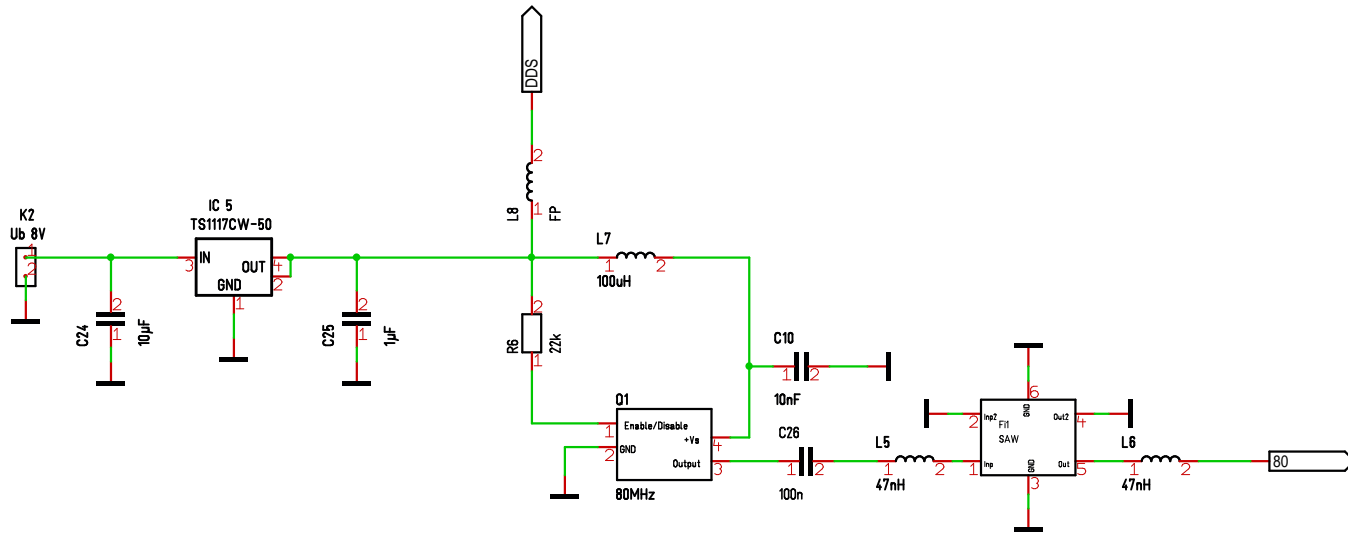 DDS
2
1
L8
FP
K2
Ub 8V
1
2
IC 5
TS1117CW-50
3
IN
OUT
GND
4
2
1
C24
2
1
10µF
C25
2
1
1µF
L7
1
2
100uH
R6
2
1
22k
C10
1
2
10nF
Q1
1
Enable/Disable
+Vs
4
2
GND
Output
3
80MHz
C26
1
2
100n
L5
1
2
47nH
6
GND
2
Inp2
Out2
4
Fi1
SAW
1
Inp
GND
Out
5
3
L6
1
2
47nH
80